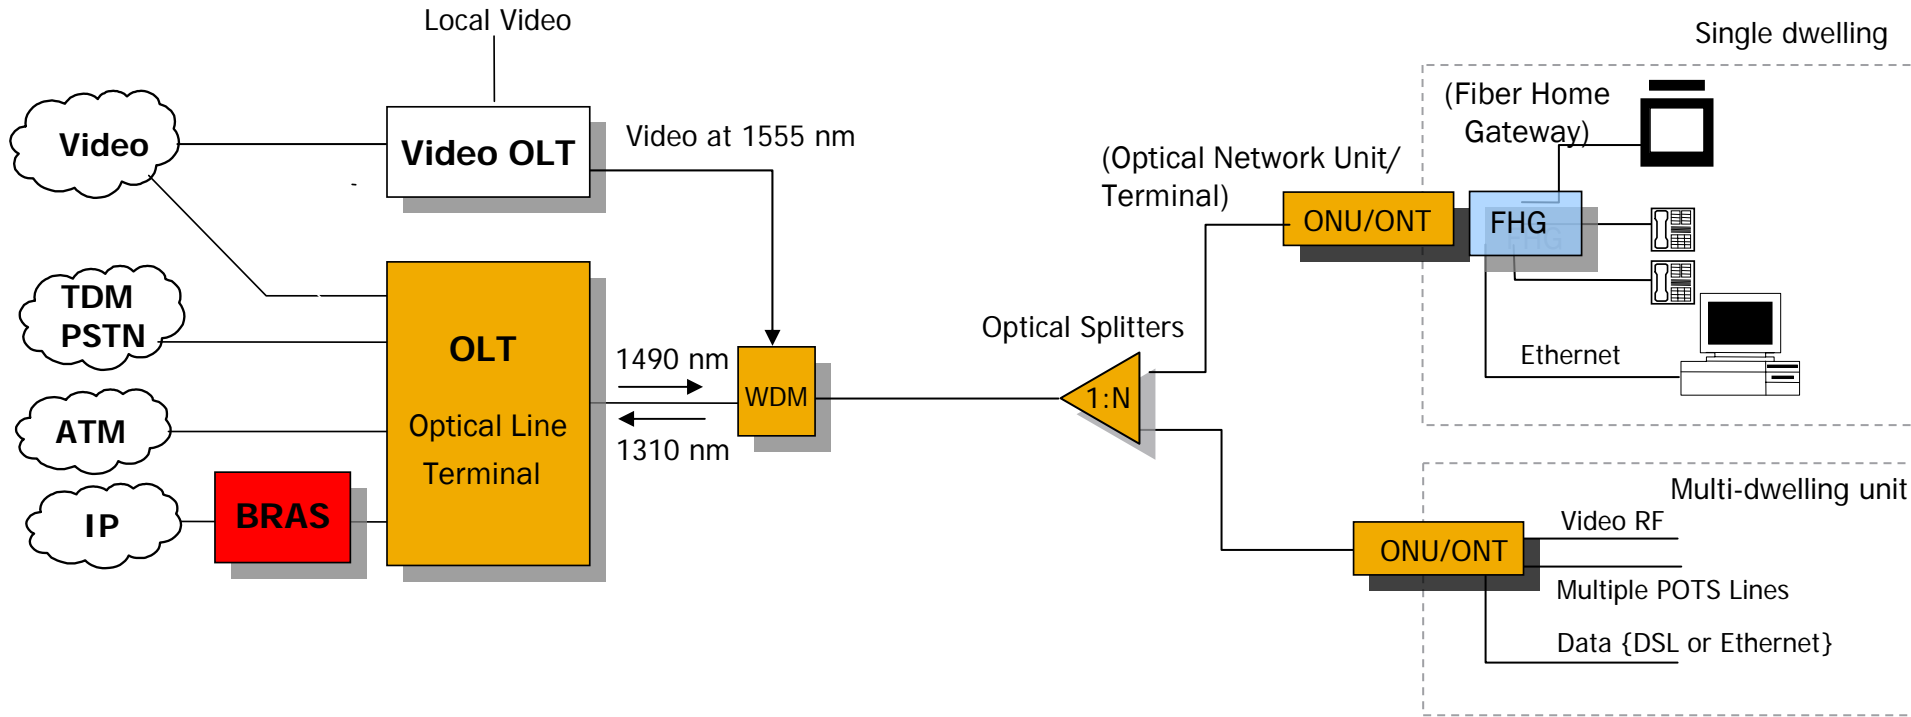 Local Video
Single dwelling
Video
Video OLT
Video at 1555 nm
(Optical Network Unit/
Terminal)
(Fiber Home
Gateway)
ONU/ONT
FHG
TDM
PSTN
OLT
Optical Line
Terminal
1490 nm
1310 nm
WDM
Optical Splitters
1:N
Ethernet
ATM
IP
BRAS
Multi-dwelling unit
ONU/ONT
Video RF
Multiple POTS Lines
Data {DSL or Ethernet}